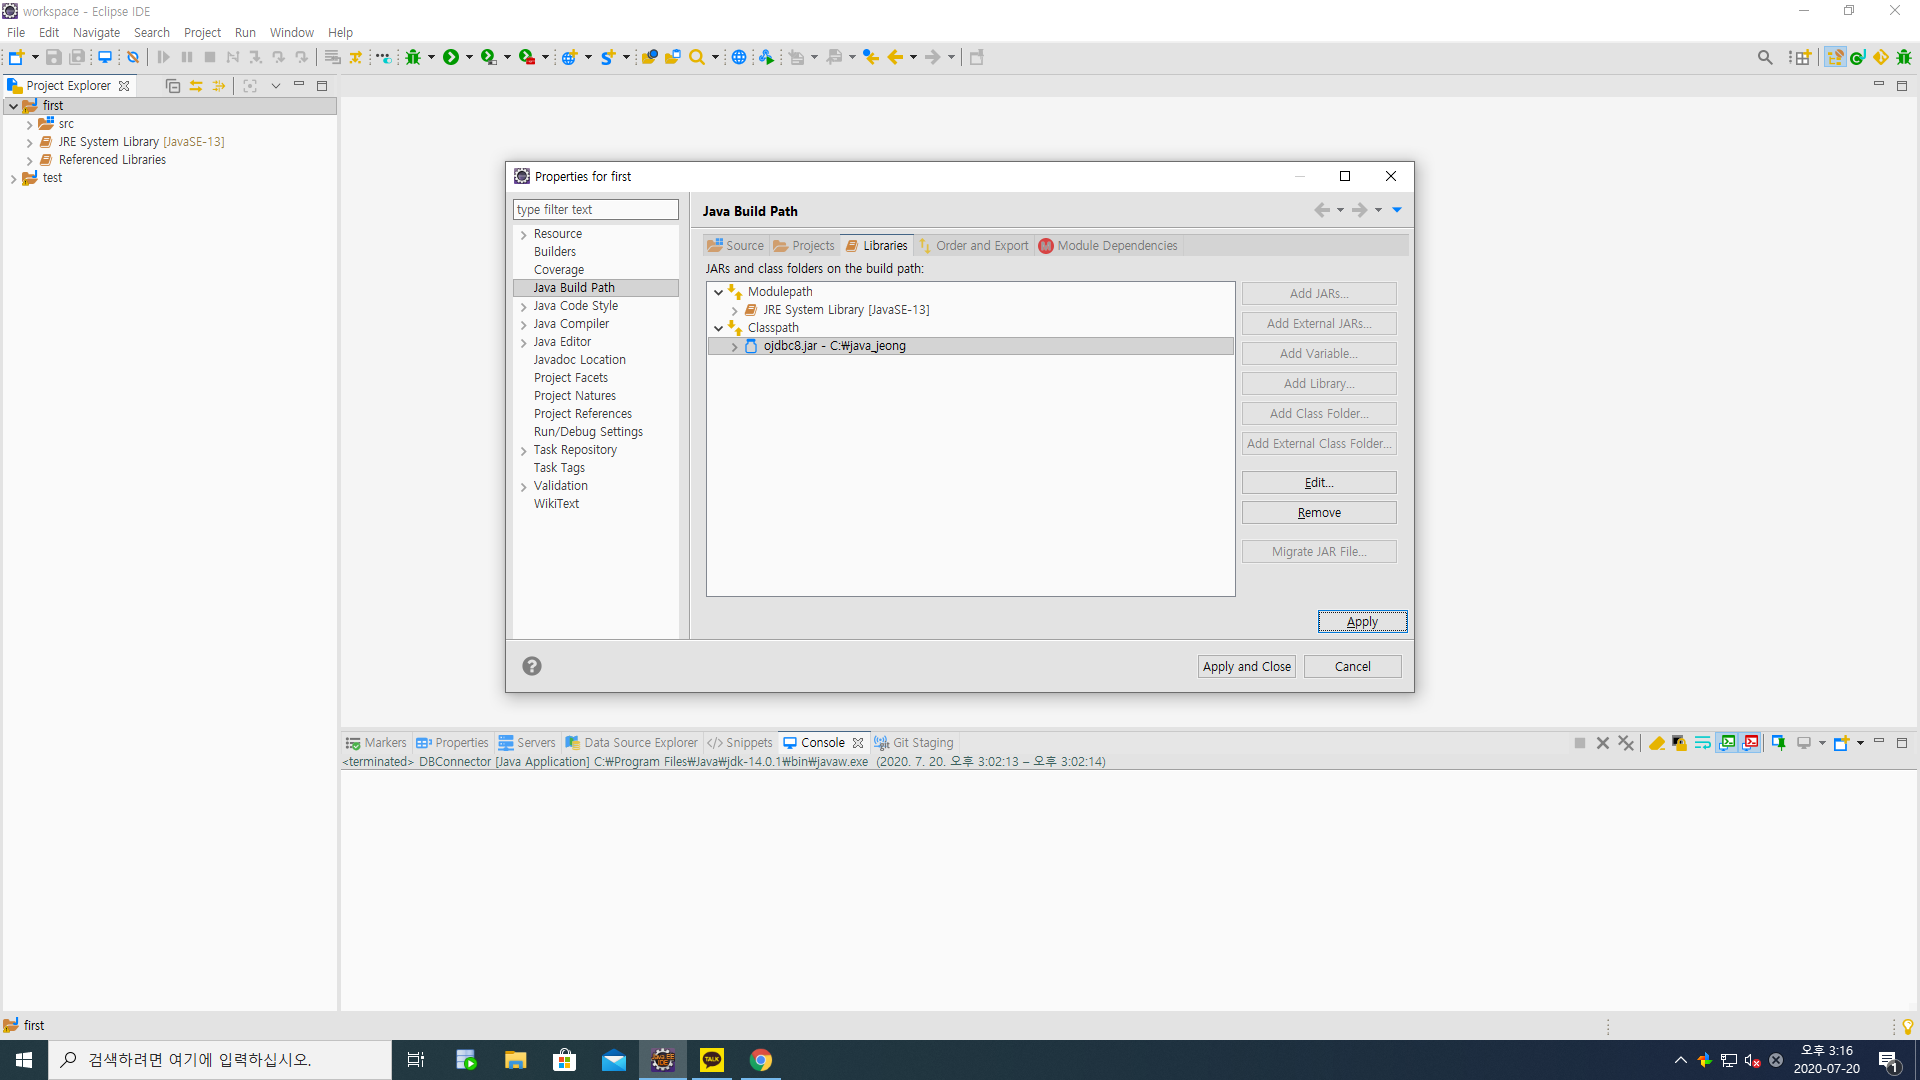 workspace - Eclipse IDE
File Edit Navigate Search Project Run Window Help
Project Explorer
first
src
JRE System Library [JavaSE-13]
Referenced Libraries
test
Properties for first
type filter text
Resource
Builders
Coverage
Java Build Path
Java Code Style
Java Compiler
Java Editor
Javadoc Location
Project Facets
Project Natures
Project References
Run/Debug Settings
Task Repository
Task Tags
Validation
WikiText
Java Build Path
Source Projects Libraries Order and Export Module Dependencies
JARs and class folders on the build path:
Modulepath
JRE System Library [JavaSE-13]
Classpath
ojdbc8.jar - C:₩java_jeong
Add JARs...
Add External JARs...
Add Variable...
Add Library...
Add Class Folder...
Add External Class Folder...
Edit...
Remove
Migrate JAR File...
Apply
Apply and Close Cancel
Markers Properties Servers Data Source Explorer Snippets Console Git Staging
<terminated> DBConnector [Java Application] C:₩Program Files₩Java₩jdk-14.0.1₩bin₩javaw.exe (2020. 7. 20. 오후 3:02:13 – 오후 3:02:14)
first
검색하려면 여기에 입력하십시오.
TALK
오후 3:16
2020-07-20
1